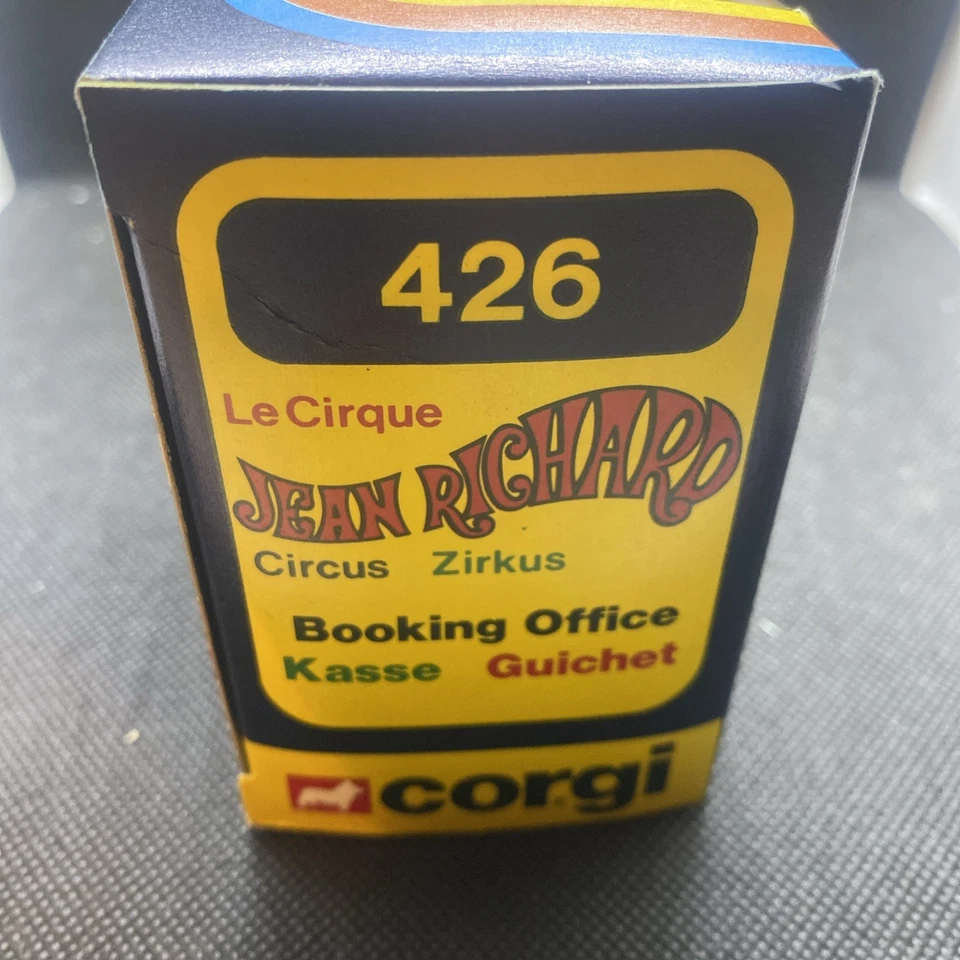 426
Le Cirque
JEAN RICHARD
Circus Zirkus
Booking Office
Kasse Guichet
corgi